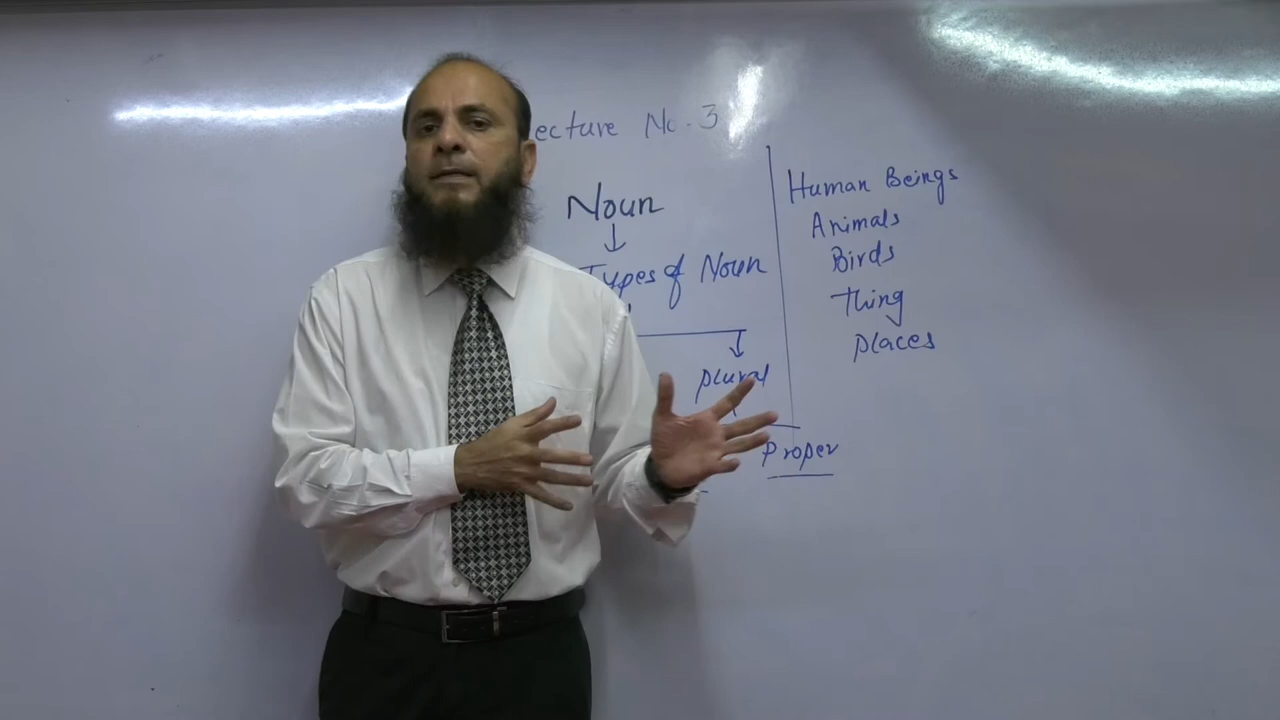 ecture No. 3
Noun
Types of Noun
plural
Proper
Human Beings
Animals
Birds
Thing
places